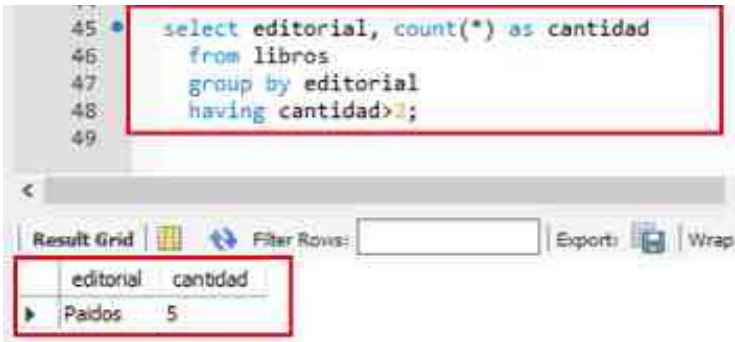 45 select editorial, count(*) as cantidad
46 from libros
47 group by editorial
48 having cantidad>2;
49
<
Result Grid Filter Rows: Export: Wrap
editorial cantidad
Paidos 5